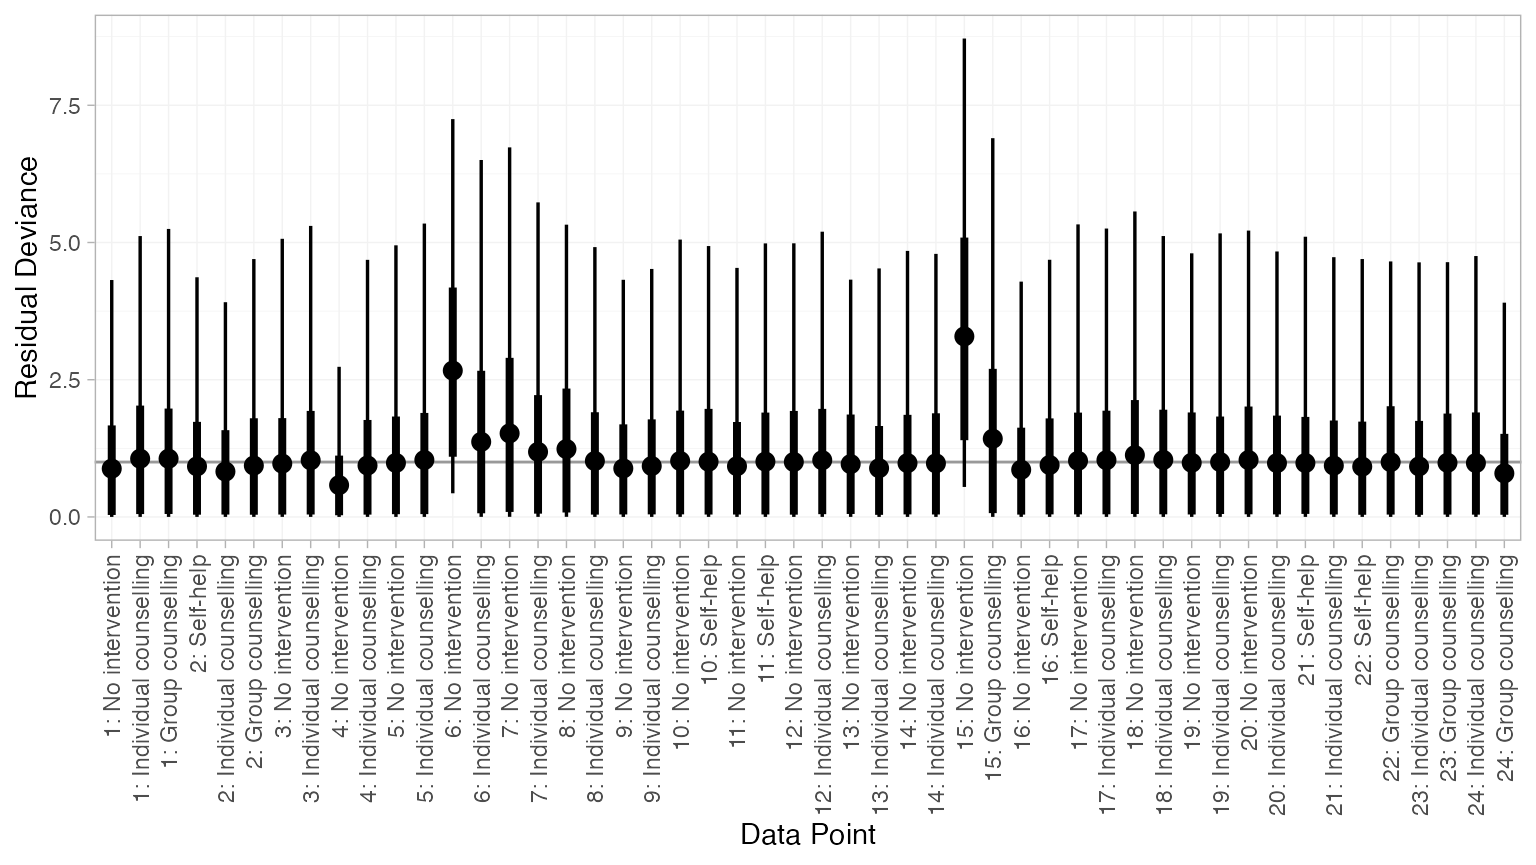 7.5
5.0
2.5
0.0
Residual Deviance
1: No intervention
1: Individual counselling
1: Group counselling
2: Self-help
2: Individual counselling
2: Group counselling
3: No intervention
3: Individual counselling
4: No intervention
4: Individual counselling
5: No intervention
5: Individual counselling
6: No intervention
6: Individual counselling
7: No intervention
7: Individual counselling
8: No intervention
8: Individual counselling
9: No intervention
9: Individual counselling
10: No intervention
10: Self-help
11: No intervention
11: Self-help
12: No intervention
12: Individual counselling
13: No intervention
13: Individual counselling
14: No intervention
14: Individual counselling
15: No intervention
15: Group counselling
16: No intervention
16: Self-help
17: No intervention
17: Individual counselling
18: No intervention
18: Individual counselling
19: No intervention
19: Individual counselling
20: No intervention
20: Individual counselling
21: Self-help
21: Individual counselling
22: Self-help
22: Group counselling
23: Individual counselling
23: Group counselling
24: Individual counselling
24: Group counselling
Data Point